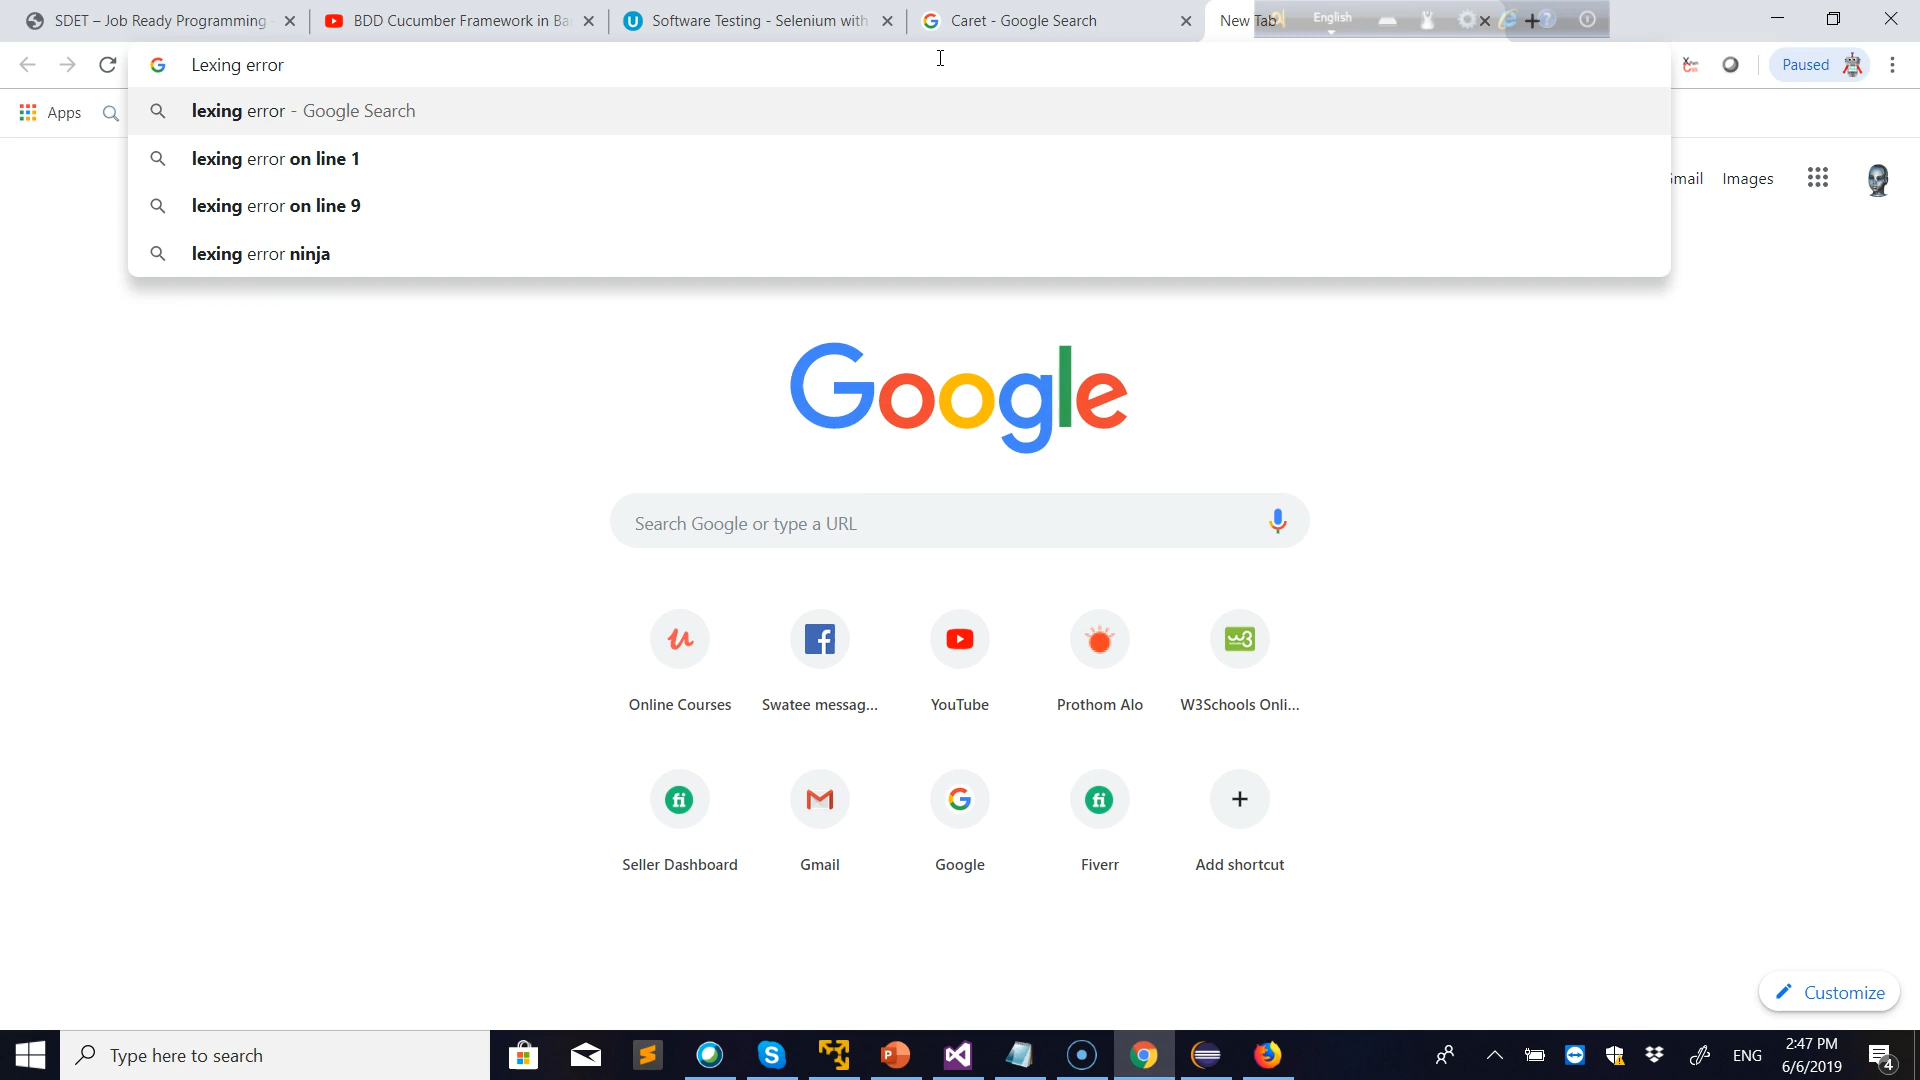 SDET – Job Ready Programming
BDD Cucumber Framework in Ba
Software Testing - Selenium with
Caret - Google Search
New Tab
English
Lexing error
Paused
lexing error - Google Search
Apps
lexing error on line 1
lexing error on line 9
lexing error ninja
Images
Google
Search Google or type a URL
Online Courses
Swatee messag...
YouTube
Prothom Alo
W3Schools Onli...
Seller Dashboard
Gmail
Google
Fiverr
Add shortcut
Customize
Type here to search
ENG
2:47 PM
6/6/2019
4